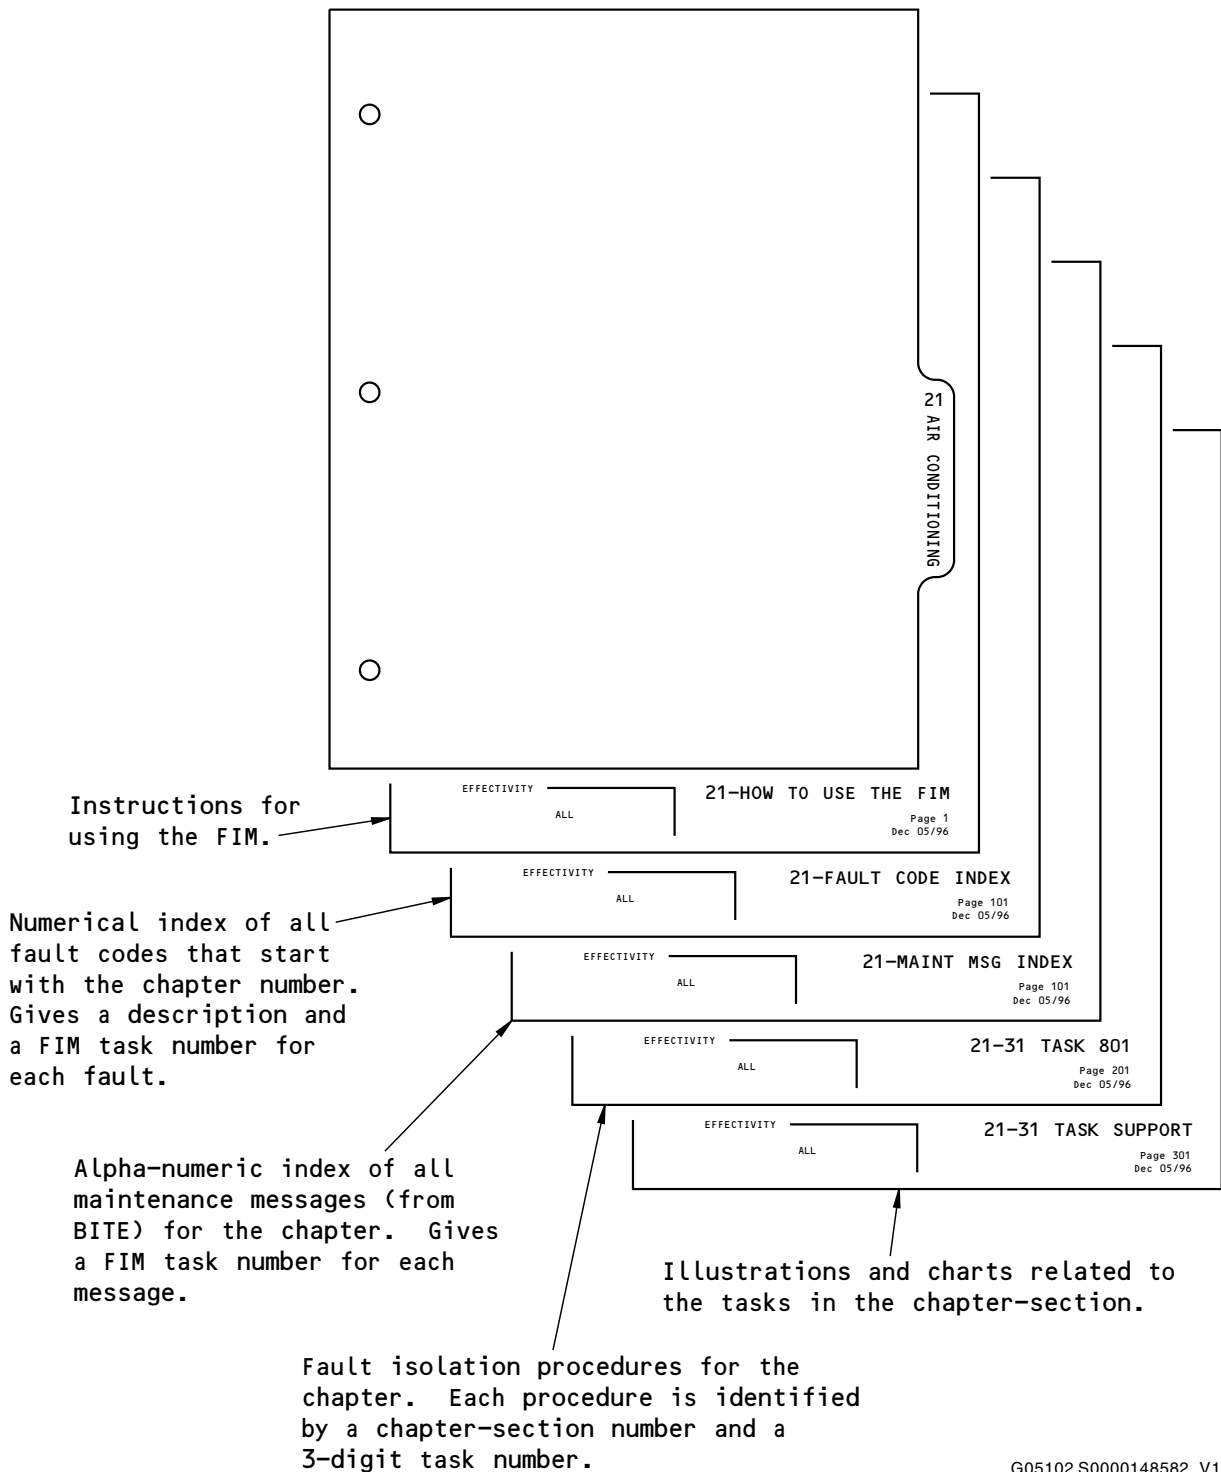 21
AIR CONDITIONING
EFFECTIVITY
ALL
21-HOW TO USE THE FIM
Page 1
Dec 05/96
Instructions for
using the FIM.
EFFECTIVITY
ALL
21-FAULT CODE INDEX
Page 101
Dec 05/96
Numerical index of all
fault codes that start
with the chapter number.
Gives a description and
a FIM task number for
each fault.
EFFECTIVITY
ALL
21-MAINT MSG INDEX
Page 101
Dec 05/96
EFFECTIVITY
ALL
21-31 TASK 801
Page 201
Dec 05/96
EFFECTIVITY
ALL
21-31 TASK SUPPORT
Page 301
Dec 05/96
Alpha-numeric index of all
maintenance messages (from
BITE) for the chapter.  Gives
a FIM task number for each
message.
Illustrations and charts related to
the tasks in the chapter-section.
Fault isolation procedures for the
chapter.  Each procedure is identified
by a chapter-section number and a
3-digit task number.
G05102 S0000148582_V1